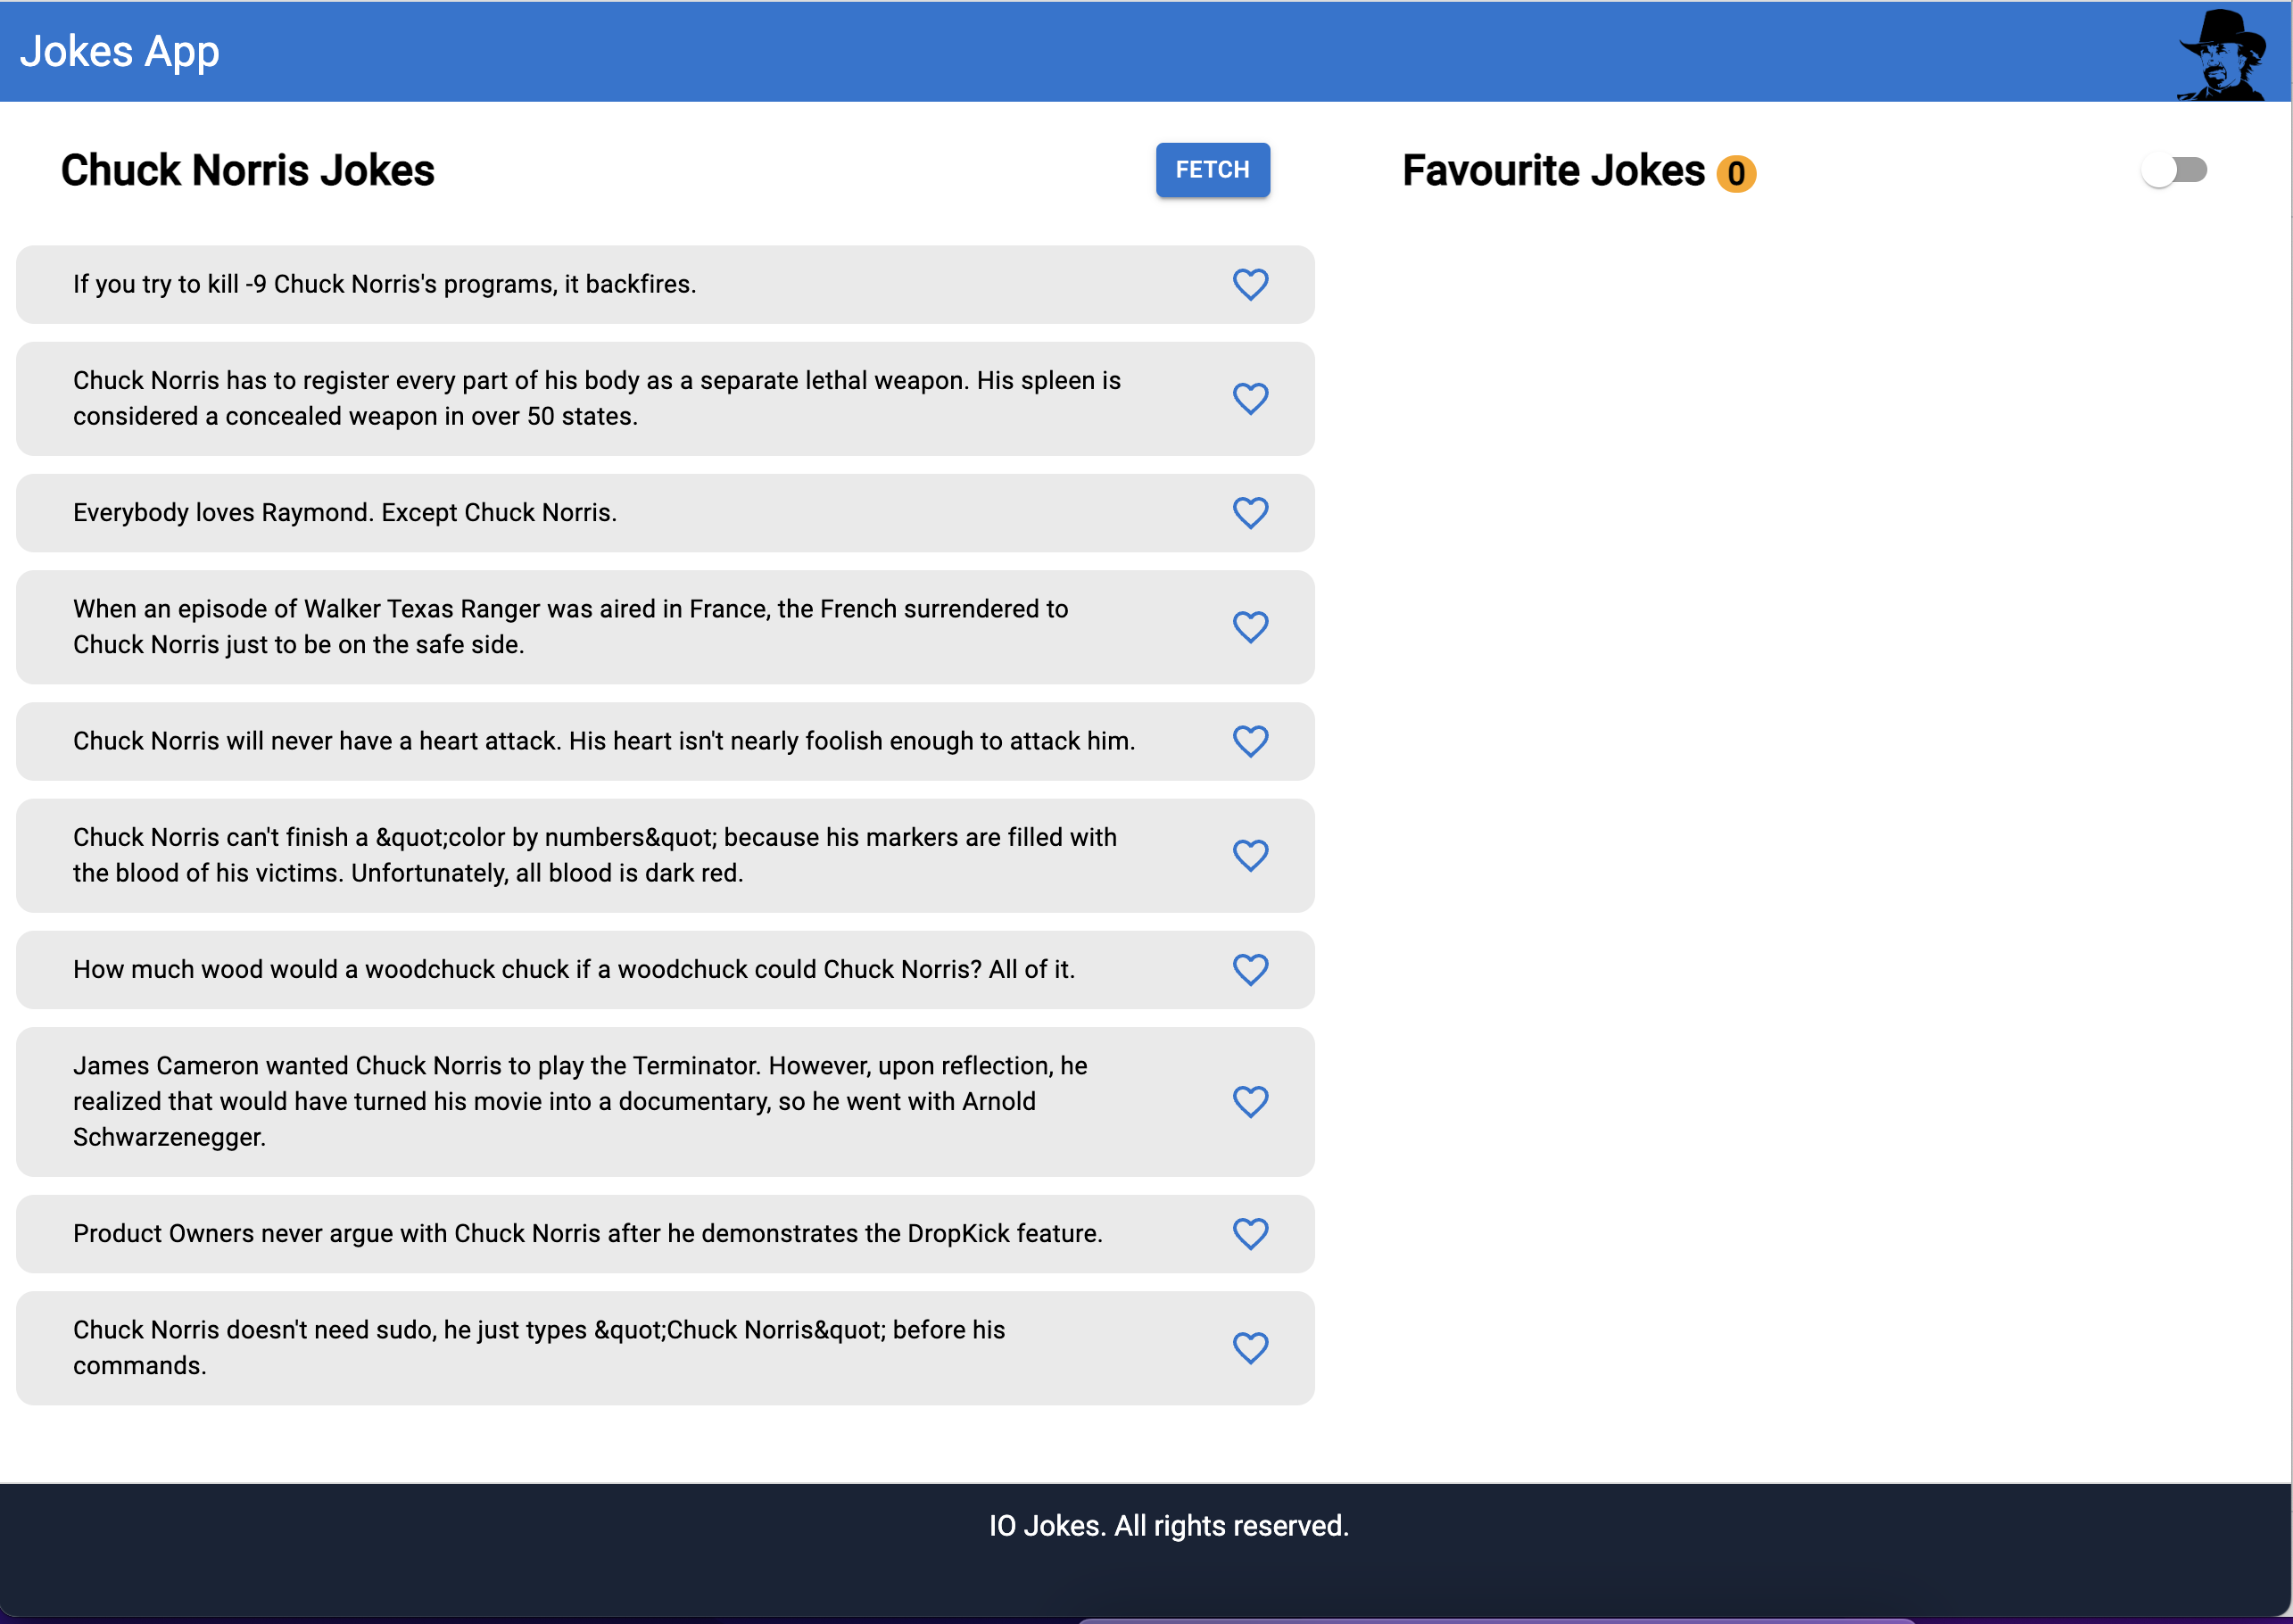 Jokes App
Chuck Norris Jokes
FETCH
Favourite Jokes 0
If you try to kill -9 Chuck Norris's programs, it backfires.
Chuck Norris has to register every part of his body as a separate lethal weapon. His spleen is
considered a concealed weapon in over 50 states.
Everybody loves Raymond. Except Chuck Norris.
When an episode of Walker Texas Ranger was aired in France, the French surrendered to
Chuck Norris just to be on the safe side.
Chuck Norris will never have a heart attack. His heart isn't nearly foolish enough to attack him.
Chuck Norris can't finish a &quot;color by numbers&quot; because his markers are filled with
the blood of his victims. Unfortunately, all blood is dark red.
How much wood would a woodchuck chuck if a woodchuck could Chuck Norris? All of it.
James Cameron wanted Chuck Norris to play the Terminator. However, upon reflection, he
realized that would have turned his movie into a documentary, so he went with Arnold
Schwarzenegger.
Product Owners never argue with Chuck Norris after he demonstrates the DropKick feature.
Chuck Norris doesn't need sudo, he just types &quot;Chuck Norris&quot; before his
commands.
IO Jokes. All rights reserved.